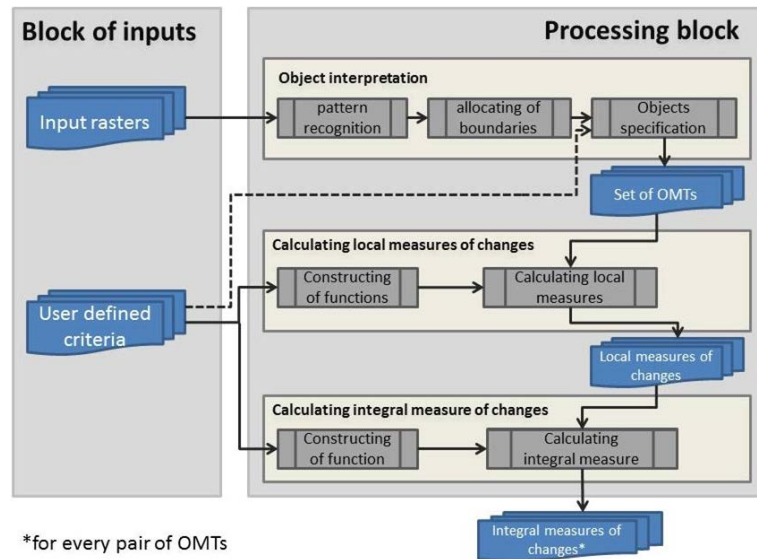 Block of inputs
Processing block
Input rasters
User defined
criteria
Object interpretation
pattern
recognition
allocating of
boundaries
Objects
specification
Set of OMTs
Calculating local measures of changes
Constructing
of functions
Calculating local
measures
Local measures of
changes
Calculating integral measure of changes
Constructing
of function
Calculating
integral measure
Integral measures of
changes*
*for every pair of OMTs